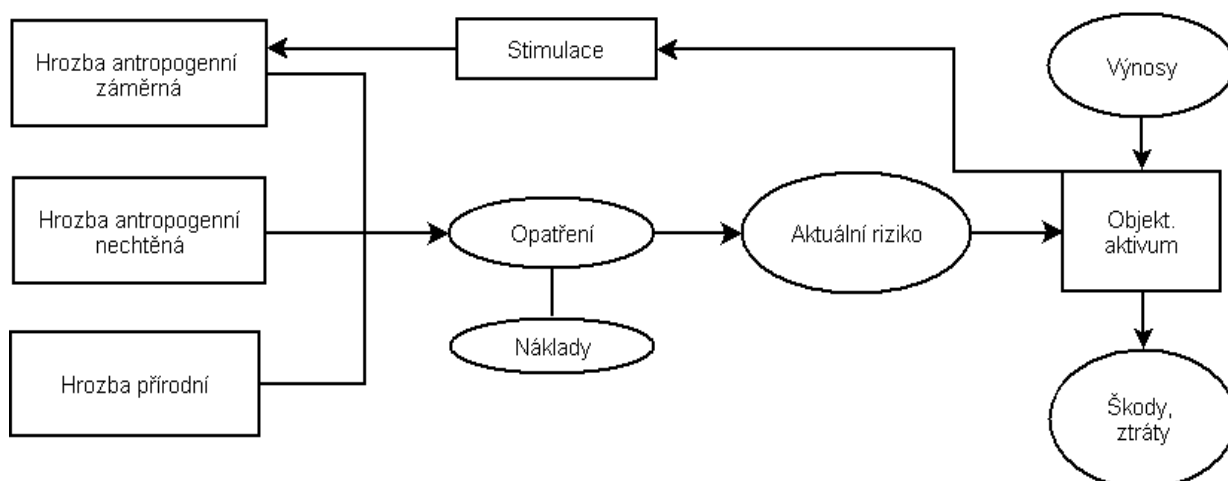 Hrozba antropogenní
záměrná
Stimulace
Výnosy
Hrozba antropogenní
nechtěná
Opatření
Aktuální riziko
Objekt.
aktivum
Náklady
Hrozba přírodní
Škody,
ztráty